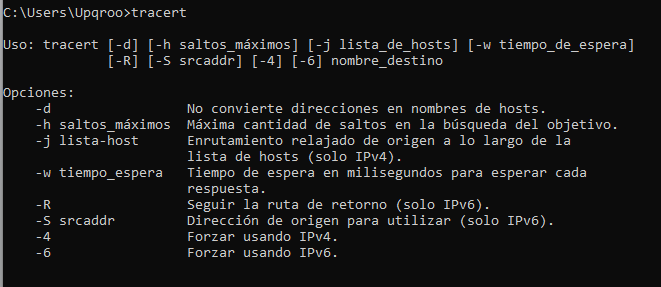 C:\Users\Upqroo>tracert
Uso: tracert [-d] [-h saltos_máximos] [-j lista_de_hosts] [-w tiempo_de_espera]
[-R] [-S srcaddr] [-4] [-6] nombre_destino
Opciones:
-d No convierte direcciones en nombres de hosts.
-h saltos_máximos Máxima cantidad de saltos en la búsqueda del objetivo.
-j lista-host Enrutamiento relajado de origen a lo largo de la
lista de hosts (solo IPv4).
-w tiempo_espera Tiempo de espera en milisegundos para esperar cada
respuesta.
-R Seguir la ruta de retorno (solo IPv6).
-S srcaddr Dirección de origen para utilizar (solo IPv6).
-4 Forzar usando IPv4.
-6 Forzar usando IPv6.